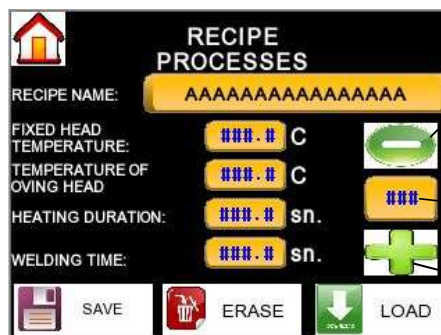 RECIPE
PROCESSES
RECIPE NAME: AAAAAAAAAAAAAAAA
FIXED HEAD
TEMPERATURE: ###.# C
TEMPERATURE OF
OVING HEAD ###.# C
###
HEATING DURATION: ###.# sn.
WELDING TIME: ###.# sn.
SAVE ERASE LOAD